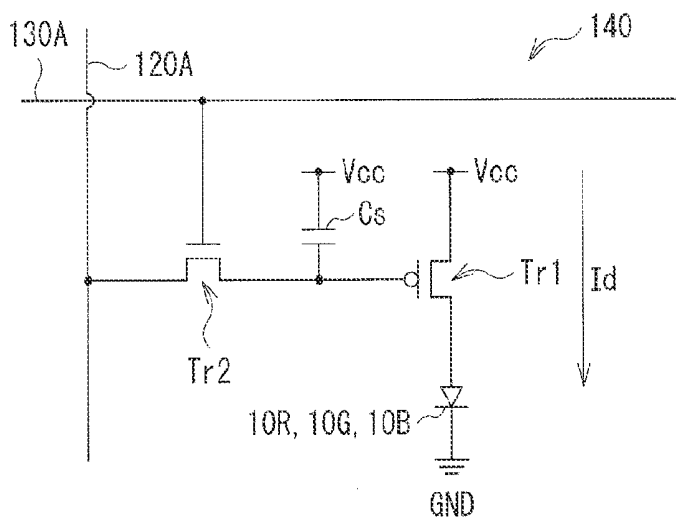 130A
120A
140
Vcc
Vcc
Cs
Tr1
Id
Tr2
10R, 10G, 10B
GND